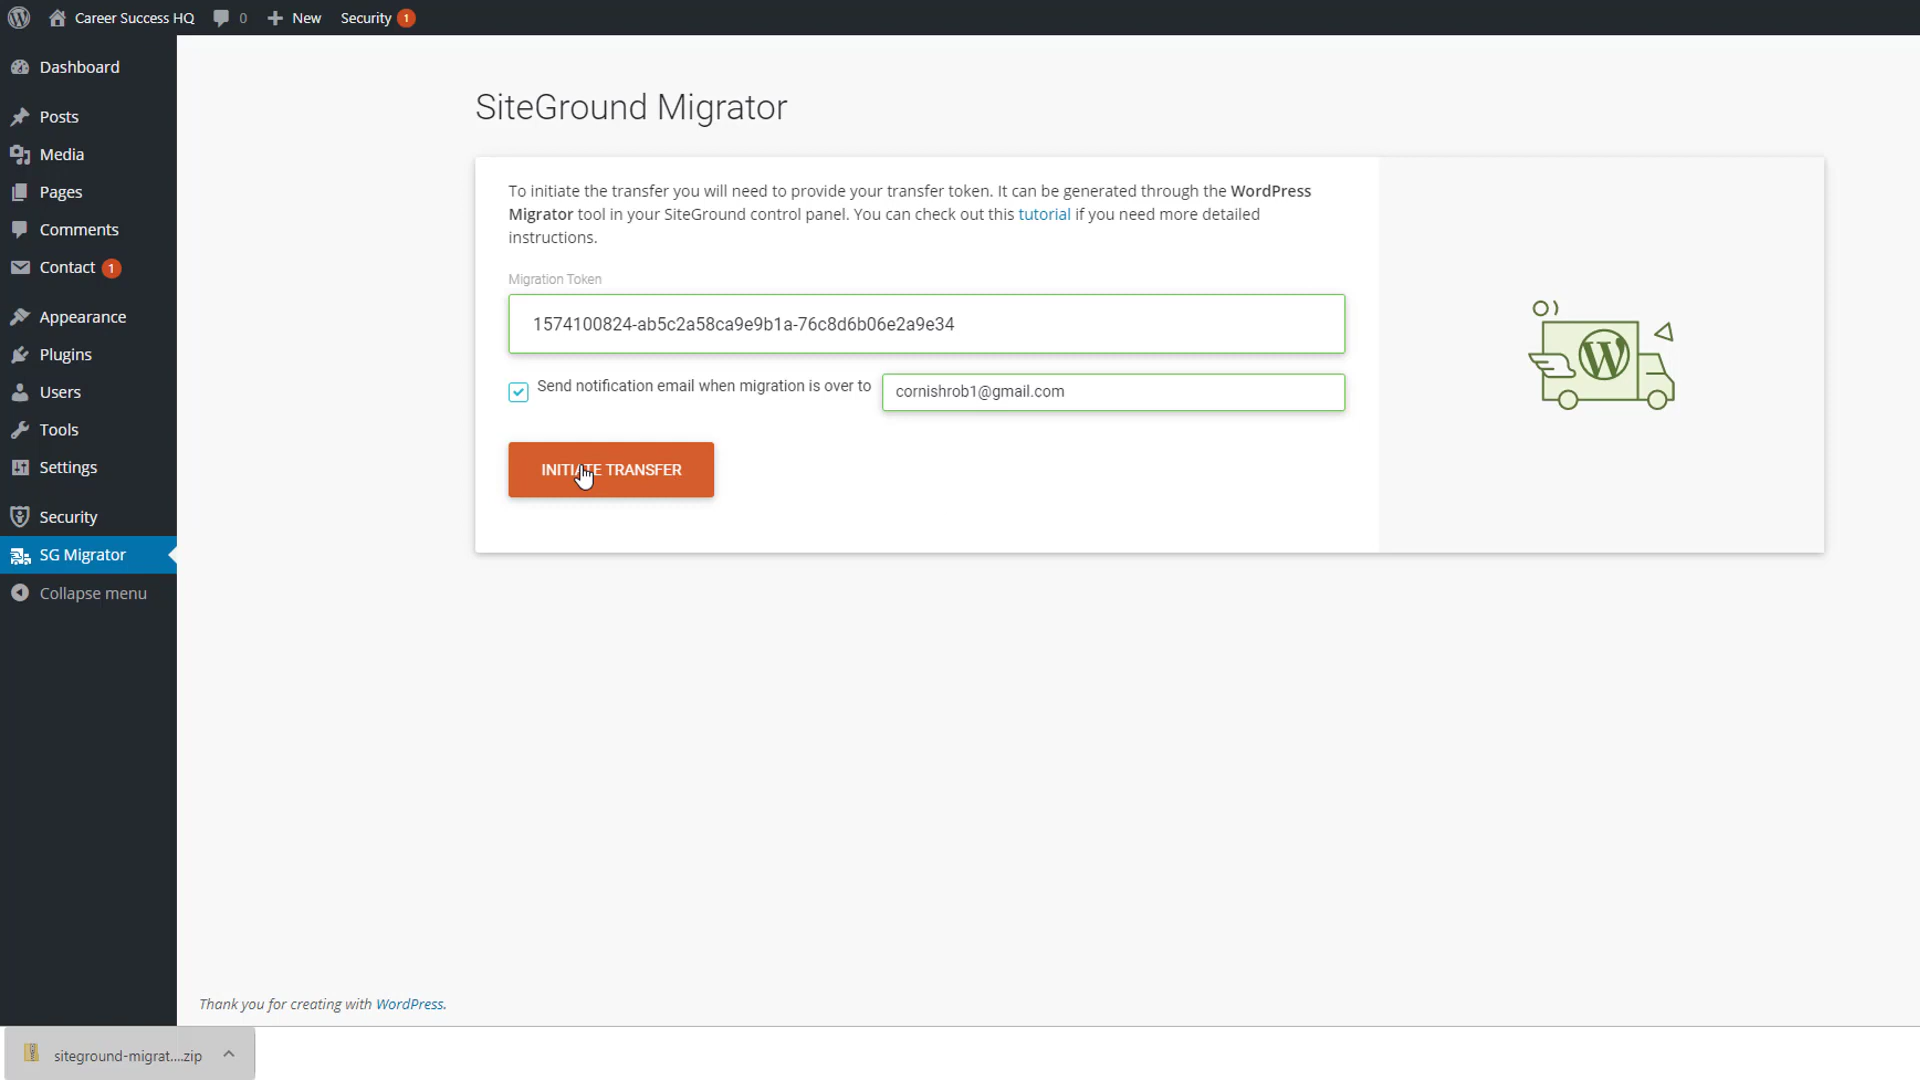 Career Success HQ
0
New
Security 1
Dashboard
Posts
Media
Pages
Comments
Contact 1
Appearance
Plugins
Users
Tools
Settings
Security
SG Migrator
Collapse menu
SiteGround Migrator
To initiate the transfer you will need to provide your transfer token. It can be generated through the WordPress
Migrator tool in your SiteGround control panel. You can check out this tutorial if you need more detailed
instructions.
Migration Token
1574100824-ab5c2a58ca9e9b1a-76c8d6b06e2a9e34
Send notification email when migration is over to
cornishrob1@gmail.com
INITIATE TRANSFER
Thank you for creating with WordPress.
siteground-migrat....zip